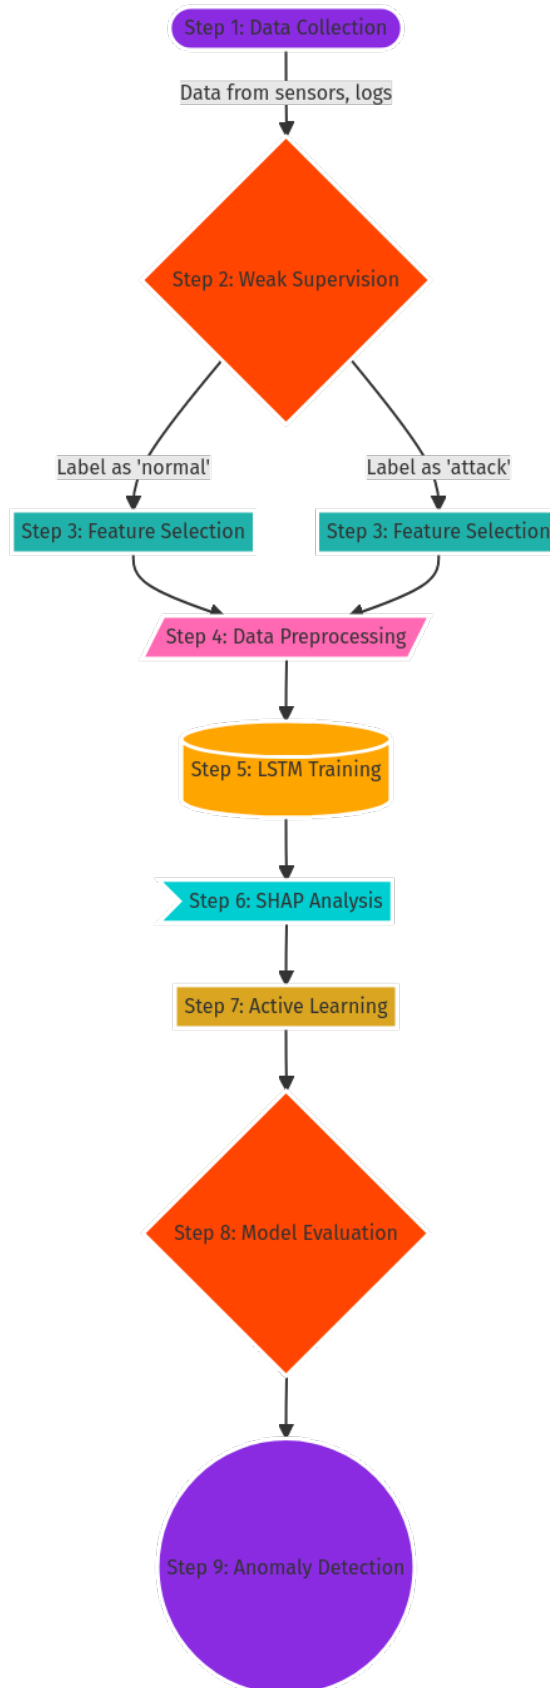 Step 1: Data Collection
Data from sensors, logs
Step 2: Weak Supervision
Label as 'normal'
Label as 'attack'
Step 3: Feature Selection
Step 3: Feature Selection
Step 4: Data Preprocessing
Step 5: LSTM Training
Step 6: SHAP Analysis
Step 7: Active Learning
Step 8: Model Evaluation
Step 9: Anomaly Detection